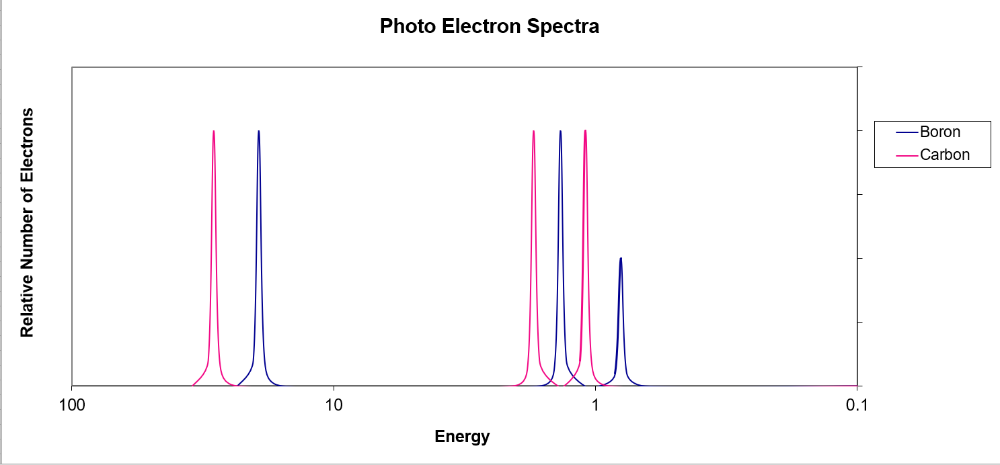 Photo Electron Spectra
Relative Number of Electrons
Boron
Carbon
100 10 1 0.1
Energy